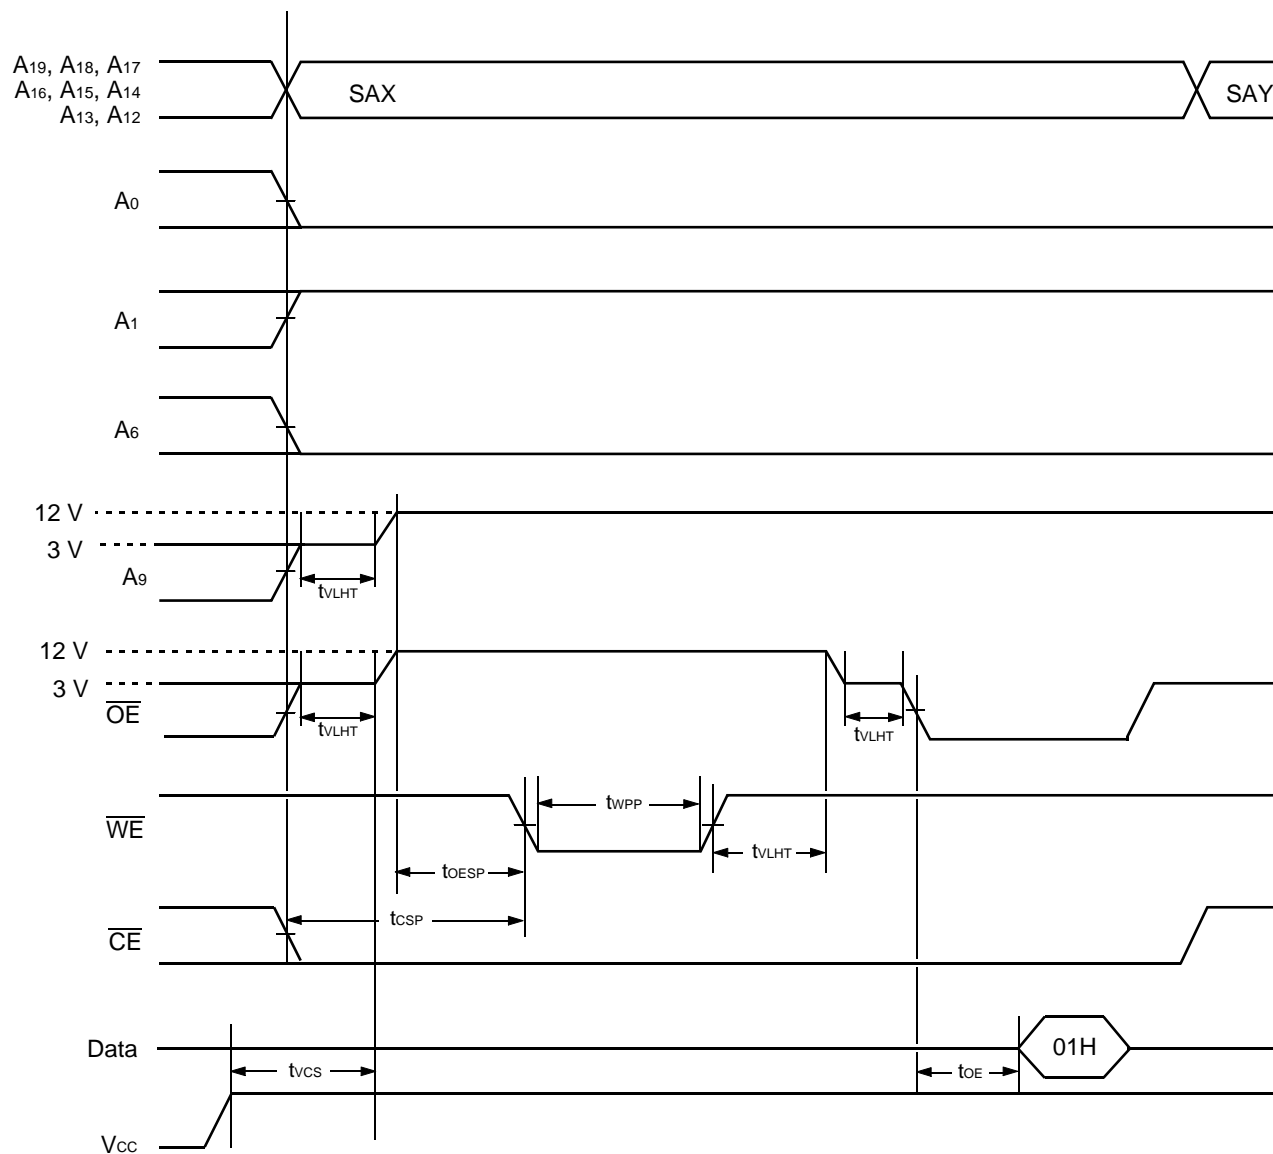 A19, A18, A17
A16, A15, A14
A13, A12
SAX
SAY
A0
A1
A6
12 V
3 V
A9
tVLHT
12 V
3 V
OE
tVLHT
tVLHT
WE
tWPP
tVLHT
tOESP
tCSP
CE
Data
01H
tVCS
tOE
VCC